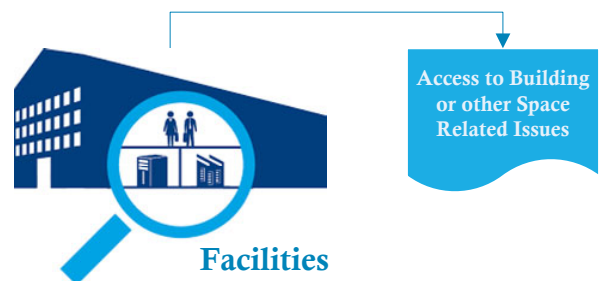 Access to Building
or other Space
Related Issues
Facilities